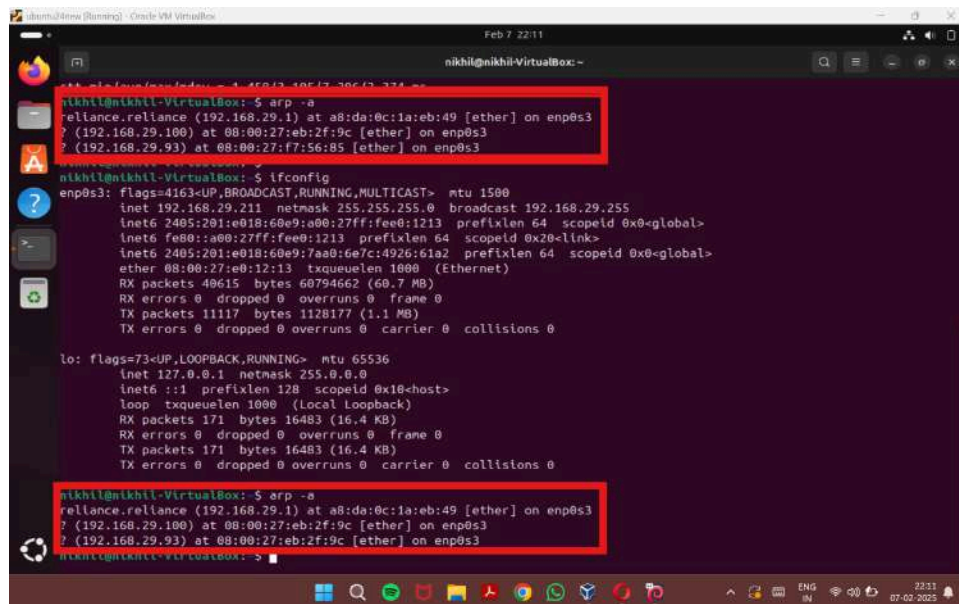 ubuntu24new [Running] - Oracle VM VirtualBox
Feb 7 22:11
nikhil@nikhil-VirtualBox: ~
nikhil@nikhil-VirtualBox:~$ arp -a
reliance.reliance (192.168.29.1) at a8:da:0c:1a:eb:49 [ether] on enp0s3
? (192.168.29.100) at 08:00:27:eb:2f:9c [ether] on enp0s3
? (192.168.29.93) at 08:00:27:f7:56:85 [ether] on enp0s3
nikhil@nikhil-VirtualBox:~$
nikhil@nikhil-VirtualBox:~$ ifconfig
enp0s3: flags=4163<UP,BROADCAST,RUNNING,MULTICAST> mtu 1500
inet 192.168.29.211 netmask 255.255.255.0 broadcast 192.168.29.255
inet6 2405:201:e018:60e9:a00:27ff:fee0:1213 prefixlen 64 scopeid 0x0<global>
inet6 fe80::a00:27ff:fee0:1213 prefixlen 64 scopeid 0x20<link>
inet6 2405:201:e018:60e9:7aa0:6e7c:4926:61a2 prefixlen 64 scopeid 0x0<global>
ether 08:00:27:e0:12:13 txqueuelen 1000 (Ethernet)
RX packets 40615 bytes 60794662 (60.7 MB)
RX errors 0 dropped 0 overruns 0 frame 0
TX packets 11117 bytes 1128177 (1.1 MB)
TX errors 0 dropped 0 overruns 0 carrier 0 collisions 0
lo: flags=73<UP,LOOPBACK,RUNNING> mtu 65536
inet 127.0.0.1 netmask 255.0.0.0
inet6 ::1 prefixlen 128 scopeid 0x10<host>
loop txqueuelen 1000 (Local Loopback)
RX packets 171 bytes 16483 (16.4 KB)
RX errors 0 dropped 0 overruns 0 frame 0
TX packets 171 bytes 16483 (16.4 KB)
TX errors 0 dropped 0 overruns 0 carrier 0 collisions 0
nikhil@nikhil-VirtualBox:~$ arp -a
reliance.reliance (192.168.29.1) at a8:da:0c:1a:eb:49 [ether] on enp0s3
? (192.168.29.100) at 08:00:27:eb:2f:9c [ether] on enp0s3
? (192.168.29.93) at 08:00:27:eb:2f:9c [ether] on enp0s3
nikhil@nikhil-VirtualBox:~$
ENG
IN
22:11
07-02-2025